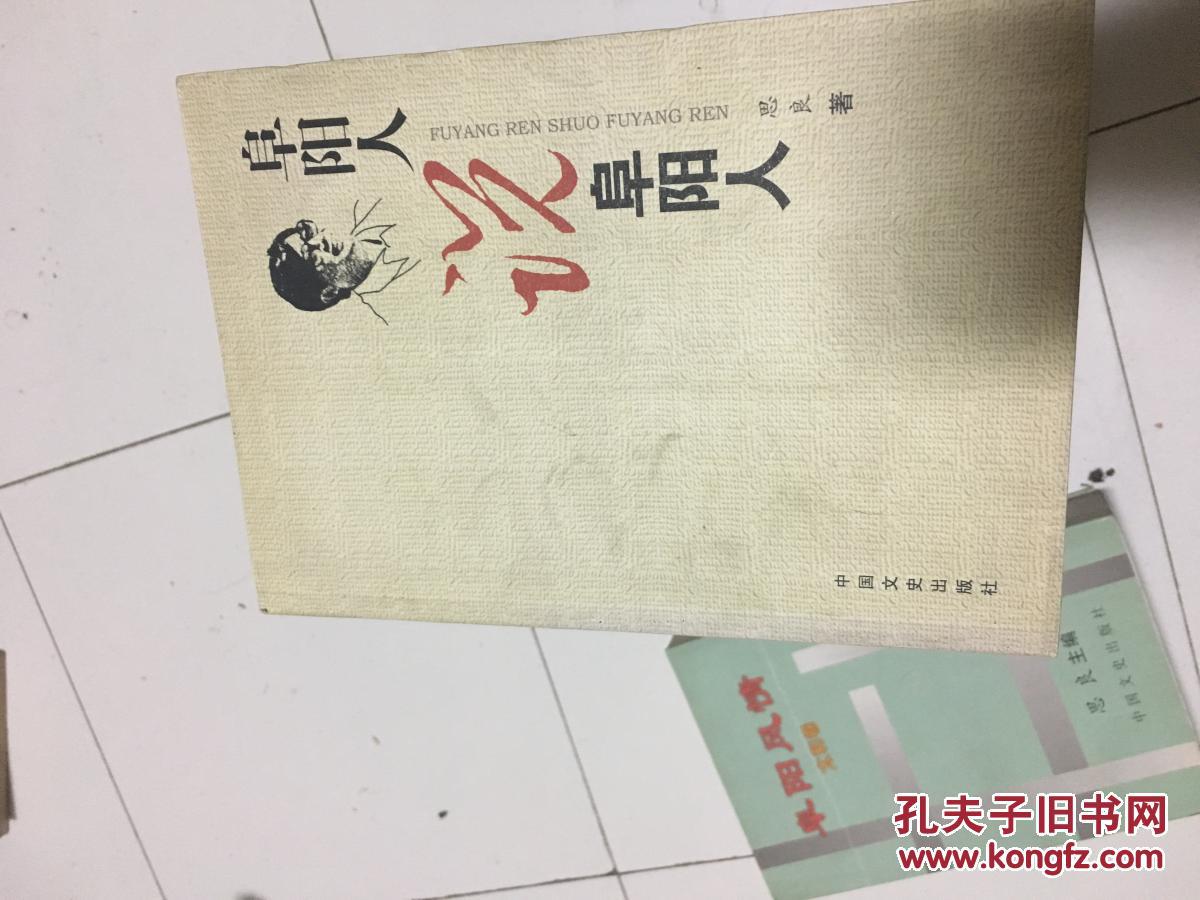 阜阳人
说
阜阳人
FUYANG REN SHUO FUYANG REN
思良 著
中国文史出版社
阜阳风情
思良 主编
中国文史出版社
孔夫子旧书网
www.kongfz.com